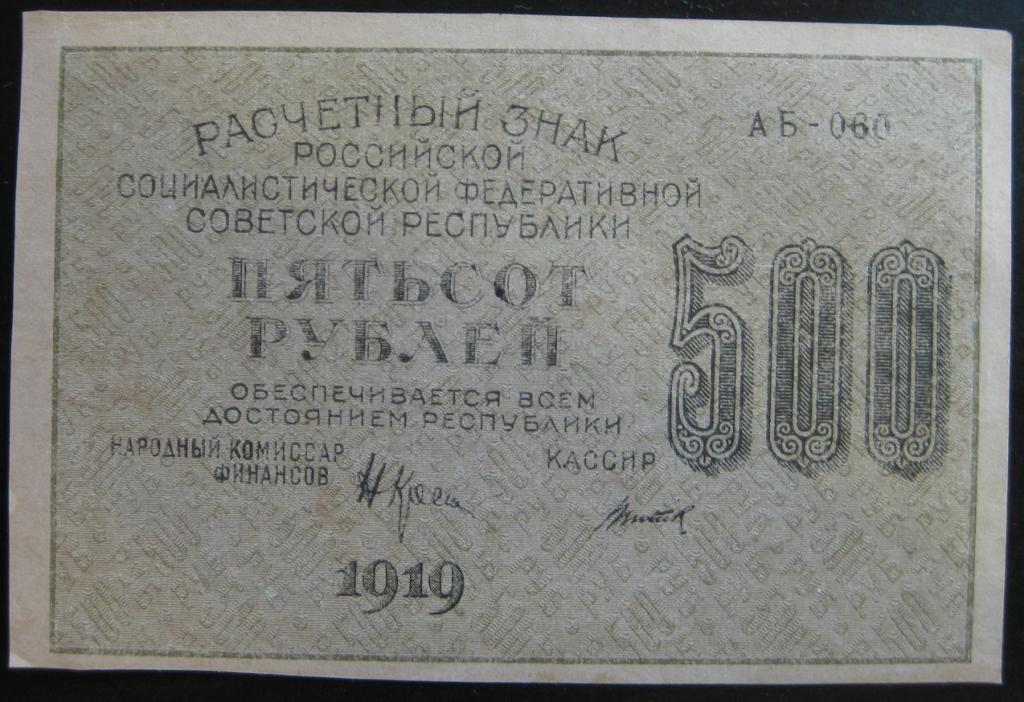 РАСЧЕТНЫЙ ЗНАК
АБ-060
РОССИЙСКОЙ
СОЦИАЛИСТИЧЕСКОЙ ФЕДЕРАТИВНОЙ
СОВЕТСКОЙ РЕСПУБЛИКИ
ПЯТЬСОТ
РУБЛЕЙ
500
ОБЕСПЕЧИВАЕТСЯ ВСЕМ
ДОСТОЯНИЕМ РЕСПУБЛИКИ
НАРОДНЫЙ КОМИССАР
ФИНАНСОВ
КАССИР
1919